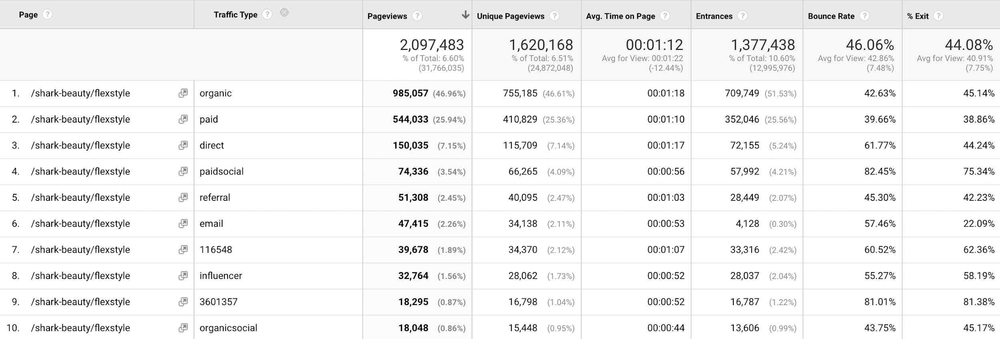 Page ? Traffic Type ? Pageviews ? Unique Pageviews ? Avg. Time on Page ? Entrances ? Bounce Rate ? % Exit ?
2,097,483 1,620,168 00:01:12 1,377,438 46.06% 44.08%
% of Total: 6.60% % of Total: 6.51% Avg for View: 00:01:22 % of Total: 10.60% Avg for View: 42.86% Avg for View: 40.91%
(31,766,035) (24,872,048) (-12.44%) (12,995,976) (7.48%) (7.75%)
1. /shark-beauty/flexstyle organic 985,057 (46.96%) 755,185 (46.61%) 00:01:18 709,749 (51.53%) 42.63% 45.14%
2. /shark-beauty/flexstyle paid 544,033 (25.94%) 410,829 (25.36%) 00:01:10 352,046 (25.56%) 39.66% 38.86%
3. /shark-beauty/flexstyle direct 150,035 (7.15%) 115,709 (7.14%) 00:01:17 72,155 (5.24%) 61.77% 44.24%
4. /shark-beauty/flexstyle paidsocial 74,336 (3.54%) 66,265 (4.09%) 00:00:56 57,992 (4.21%) 82.45% 75.34%
5. /shark-beauty/flexstyle referral 51,308 (2.45%) 40,095 (2.47%) 00:01:03 28,449 (2.07%) 45.30% 42.23%
6. /shark-beauty/flexstyle email 47,415 (2.26%) 34,138 (2.11%) 00:00:53 4,128 (0.30%) 57.46% 22.09%
7. /shark-beauty/flexstyle 116548 39,678 (1.89%) 34,370 (2.12%) 00:01:07 33,316 (2.42%) 60.52% 62.36%
8. /shark-beauty/flexstyle influencer 32,764 (1.56%) 28,062 (1.73%) 00:00:52 28,037 (2.04%) 55.27% 58.19%
9. /shark-beauty/flexstyle 3601357 18,295 (0.87%) 16,798 (1.04%) 00:00:52 16,787 (1.22%) 81.01% 81.38%
10. /shark-beauty/flexstyle organicsocial 18,048 (0.86%) 15,448 (0.95%) 00:00:44 13,606 (0.99%) 43.75% 45.17%